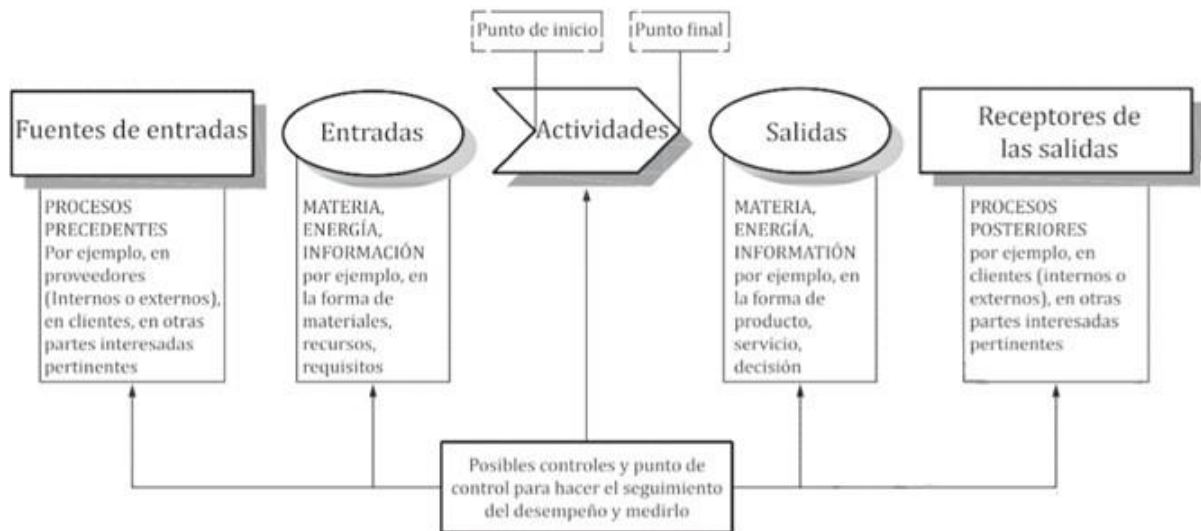 Punto de inicio
Punto final
Fuentes de entradas
Entradas
Actividades
Salidas
Receptores de
las salidas
PROCESOS
PRECEDENTES
Por ejemplo, en
proveedores
(Internos o externos),
en clientes, en otras
partes interesadas
pertinentes
MATERIA,
ENERGÍA,
INFORMACIÓN
por ejemplo, en
la forma de
materiales,
recursos,
requisitos
MATERIA,
ENERGÍA,
INFORMATIÓN
por ejemplo, en
la forma de
producto,
servicio,
decisión
PROCESOS
POSTERIORES
por ejemplo, en
clientes (internos o
externos), en otras
partes interesadas
pertinentes
Posibles controles y punto de
control para hacer el seguimiento
del desempeño y medirlo